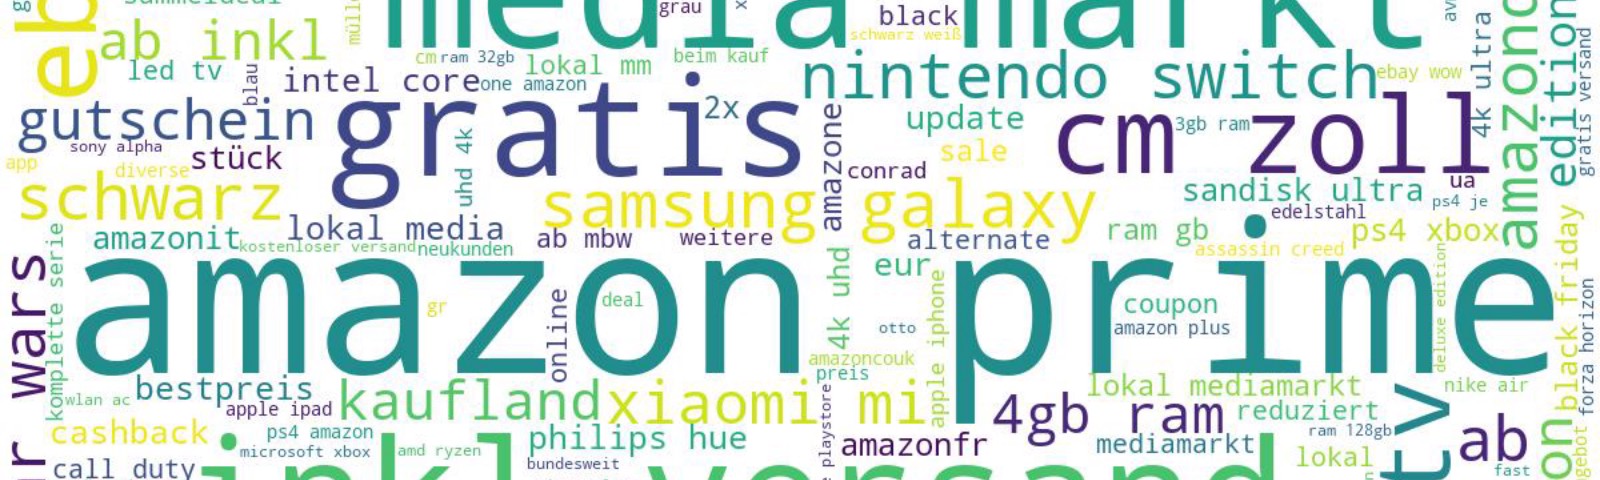 media markt
grau
black
schwarz weiß
ab inkl
cm
ram 32gb
lokal mm
beim kauf
4k ultra
amazond
edition
led tv
blau
intel core
one amazon
nintendo switch
ebay wow
gratis versand
gutschein
gratis
2x
update
cm zoll
3gb ram
sony alpha
stück
uhd 4k
amazone
sale
app
diverse
conrad
schwarz
samsung galaxy
sandisk ultra
ua
ps4 je
edelstahl
lokal media
ab mbw
weitere
alternate
ram gb
ps4 xbox
amazonit
kostenloser versand
neukunden
assassin creed
komplette serie
wars
amazon prime
eur
4k uhd
gr
online
deal
otto
apple iphone
coupon
amazon plus
deluxe edition
black friday
forza horizon
amazoncouk
preis
bestpreis
wlan ac
apple ipad
kaufland
xiaomi mi
playstore
4gb ram
lokal mediamarkt
nike air
reduziert
cashback
ps4 amazon
philips hue
amazonfr
mediamarkt
ram 128gb
tv
ab
microsoft xbox
amd ryzen
lokal
call duty
inkl versand
bundesweit
fast